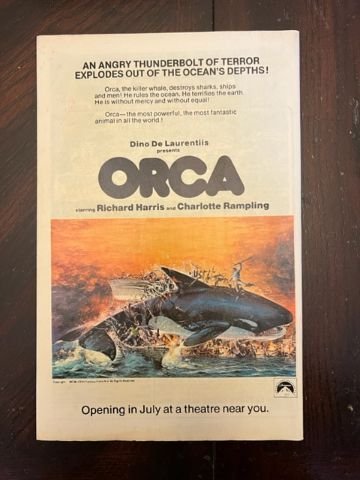 AN ANGRY THUNDERBOLT OF TERROR
EXPLODES OUT OF THE OCEAN'S DEPTHS!
Orca, the killer whale, destroys sharks, ships
and men! He rules the ocean. He terrifies the earth.
He is without mercy and without equal!
Orca—the most powerful, the most fantastic
animal in all the world!
Dino De Laurentiis
presents
ORCA
starring Richard Harris and Charlotte Rampling
Opening in July at a theatre near you.